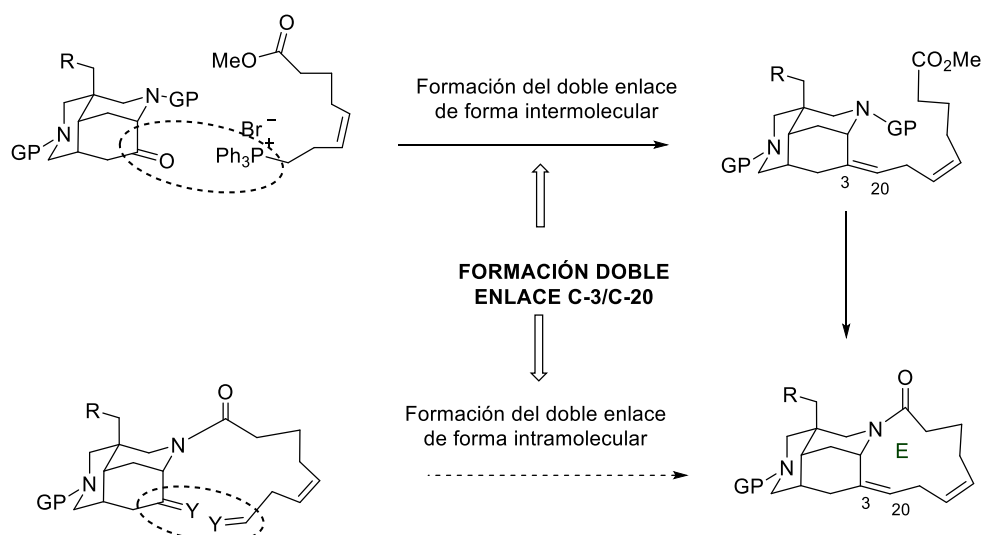 O
MeO
R
N
GP
Br−
N
GP
O
Ph3P+
Formación del doble enlace
de forma intermolecular
CO2Me
R
N
GP
N
GP
3
20
FORMACIÓN DOBLE
ENLACE C-3/C-20
O
R
N
N
GP
Y
Y
Formación del doble enlace
de forma intramolecular
O
R
N
E
N
GP
3
20